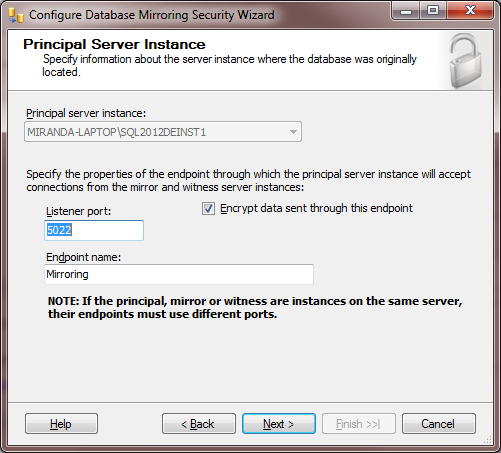 Configure Database Mirroring Security Wizard
Principal Server Instance
Specify information about the server instance where the database was originally
located.
Principal server instance:
MIRANDA-LAPTOP\SQL2012DEINST1
Specify the properties of the endpoint through which the principal server instance will accept
connections from the mirror and witness server instances:
Listener port:
Encrypt data sent through this endpoint
5022
Endpoint name:
Mirroring
NOTE: If the principal, mirror or witness are instances on the same server,
their endpoints must use different ports.
Help
< Back
Next >
Finish >>|
Cancel